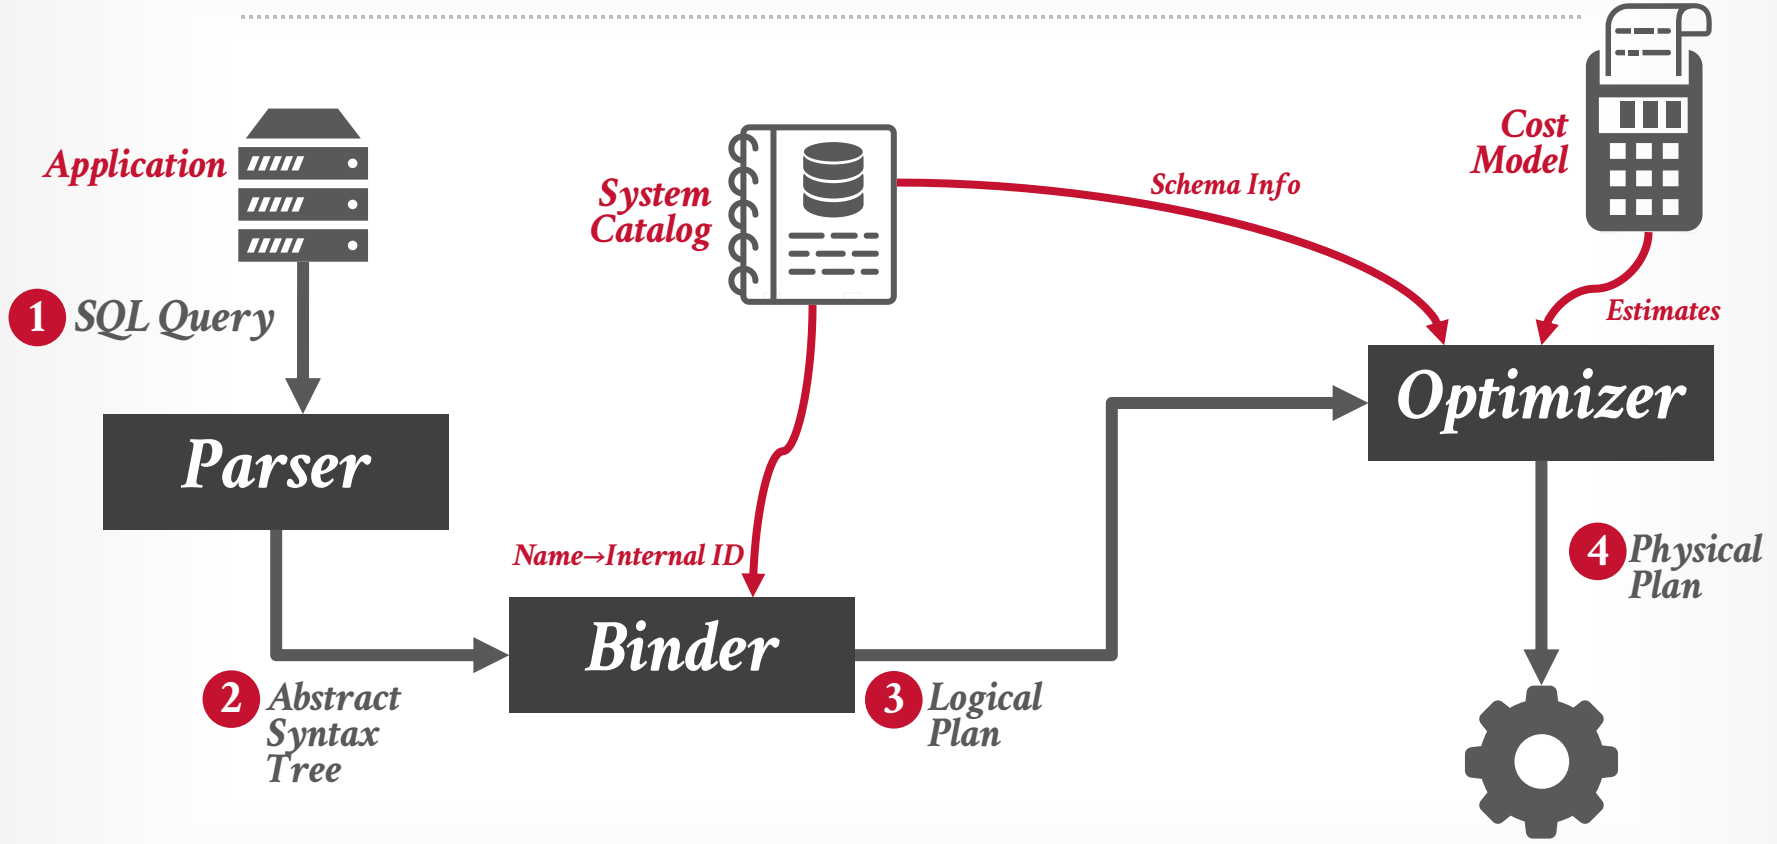 Application
1 SQL Query
Parser
2 Abstract
Syntax
Tree
System
Catalog
Name→Internal ID
Binder
3 Logical
Plan
Schema Info
Cost
Model
Estimates
Optimizer
4 Physical
Plan